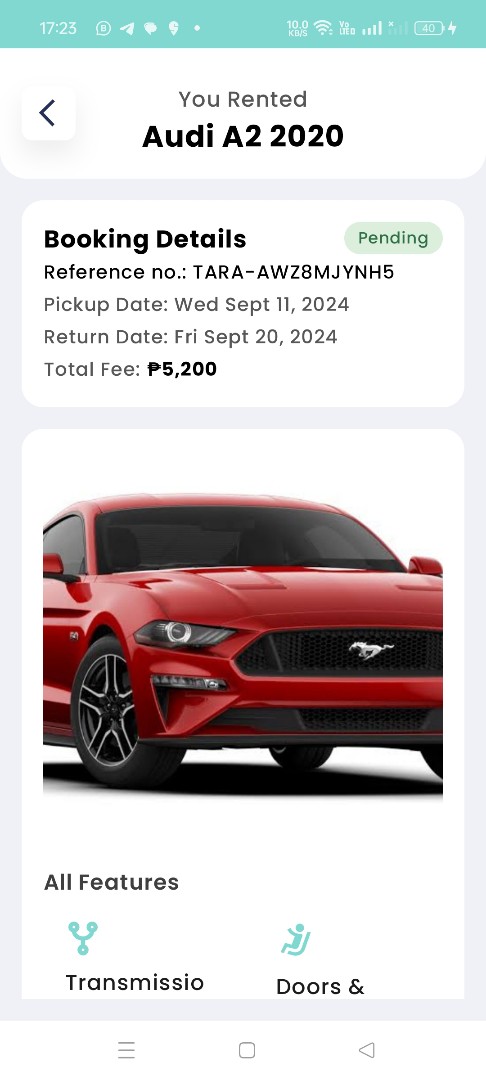 17:23
10.0
KB/S
Vo
LTE
40
You Rented
Audi A2 2020
Booking Details
Pending
Reference no.: TARA-AWZ8MJYNH5
Pickup Date: Wed Sept 11, 2024
Return Date: Fri Sept 20, 2024
Total Fee: ₱5,200
All Features
Transmissio
Doors &